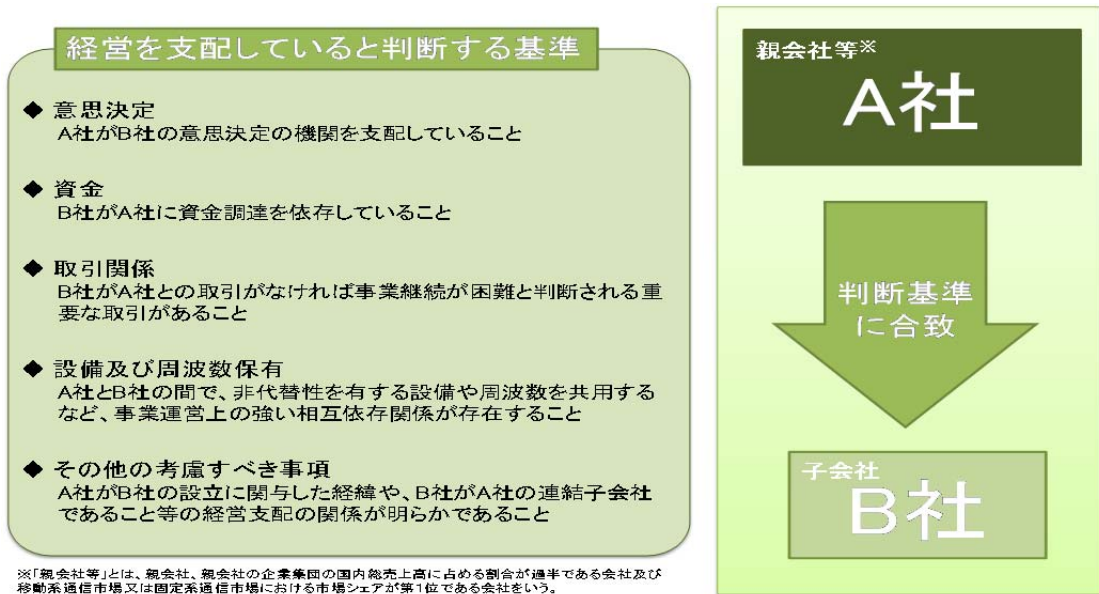 経営を支配していると判断する基準
◆ 意思決定
A社がB社の意思決定の機関を支配していること
◆ 資金
B社がA社に資金調達を依存していること
◆ 取引関係
B社がA社との取引がなければ事業継続が困難と判断される重
要な取引があること
◆ 設備及び周波数保有
A社とB社の間で、非代替性を有する設備や周波数を共用する
など、事業運営上の強い相互依存関係が存在すること
◆ その他の考慮すべき事項
A社がB社の設立に関与した経緯や、B社がA社の連結子会社
であること等の経営支配の関係が明らかであること
※「親会社等」とは、親会社、親会社の企業集団の国内総売上高に占める割合が過半である会社及び
移動系通信市場又は固定系通信市場における市場シェアが第1位である会社をいう。
親会社等※
A社
判断基準
に合致
子会社
B社